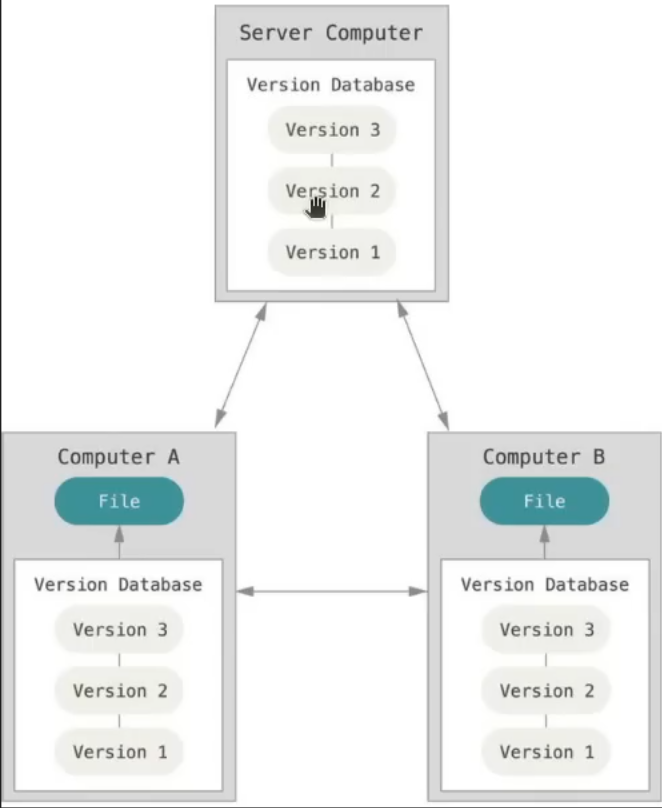 Server Computer
Version Database
Version 3
Version 2
Version 1
Computer A
File
Version Database
Version 3
Version 2
Version 1
Computer B
File
Version Database
Version 3
Version 2
Version 1